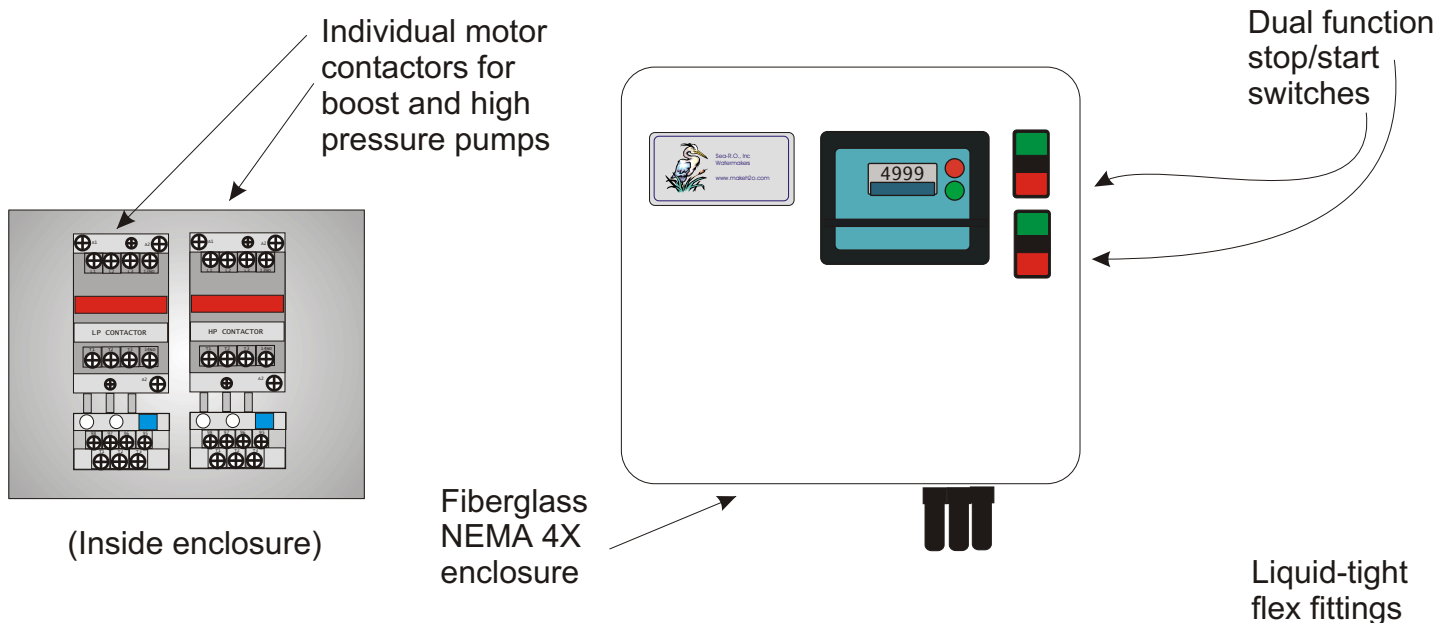 Individual motor
contactors for
boost and high
pressure pumps
Dual function
stop/start
switches
Sea-R.O., Inc
Watermakes
www.makeh2o.com
4999
LP CONTACTOR
HP CONTACTOR
(Inside enclosure)
Fiberglass
NEMA 4X
enclosure
Liquid-tight
flex fittings